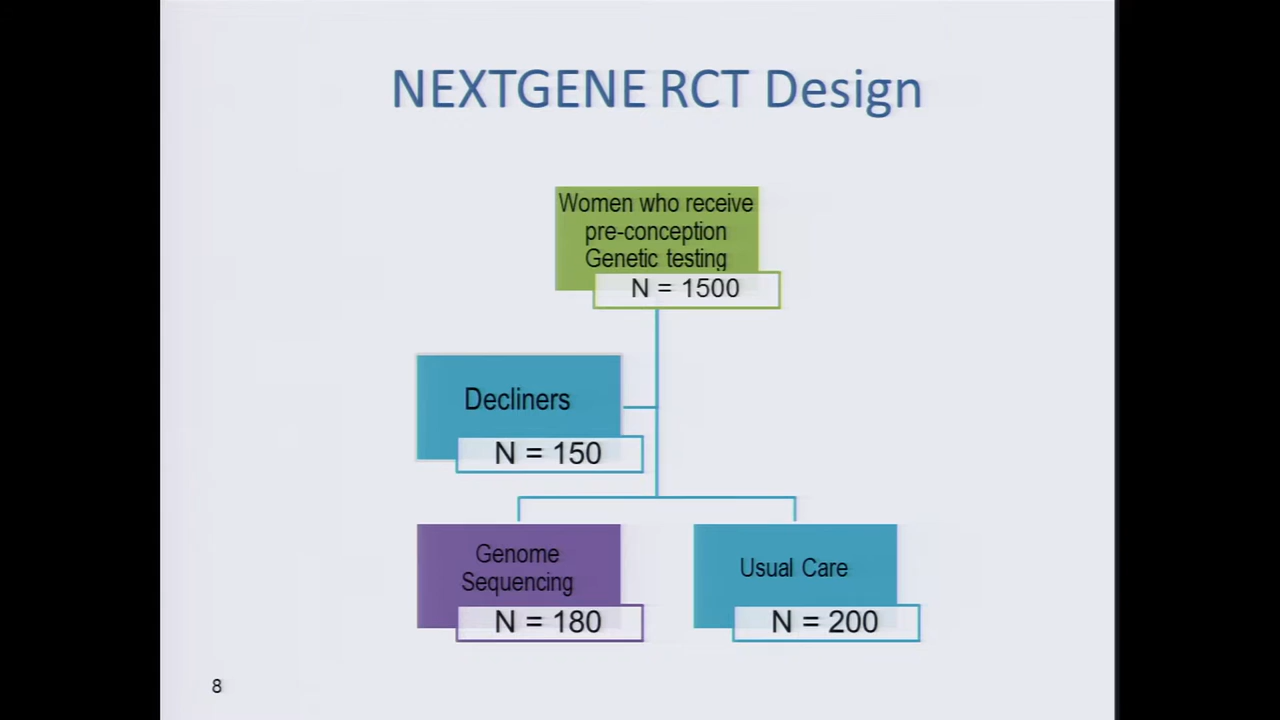 NEXTGENE RCT Design
Women who receive
pre-conception
Genetic testing
N = 1500
Decliners
N = 150
Genome
Sequencing
N = 180
Usual Care
N = 200
8